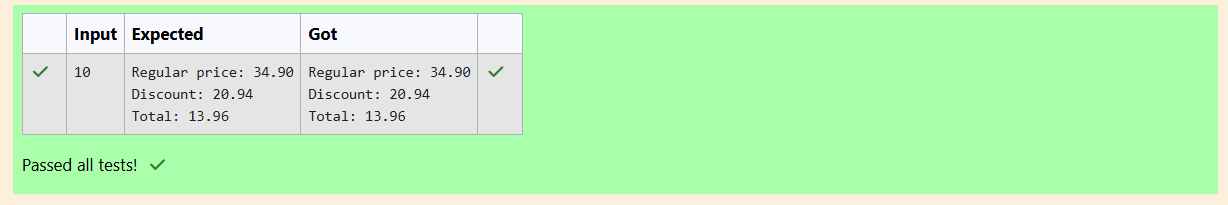 Input Expected Got
10 Regular price: 34.90 Regular price: 34.90
Discount: 20.94 Discount: 20.94
Total: 13.96 Total: 13.96
Passed all tests!